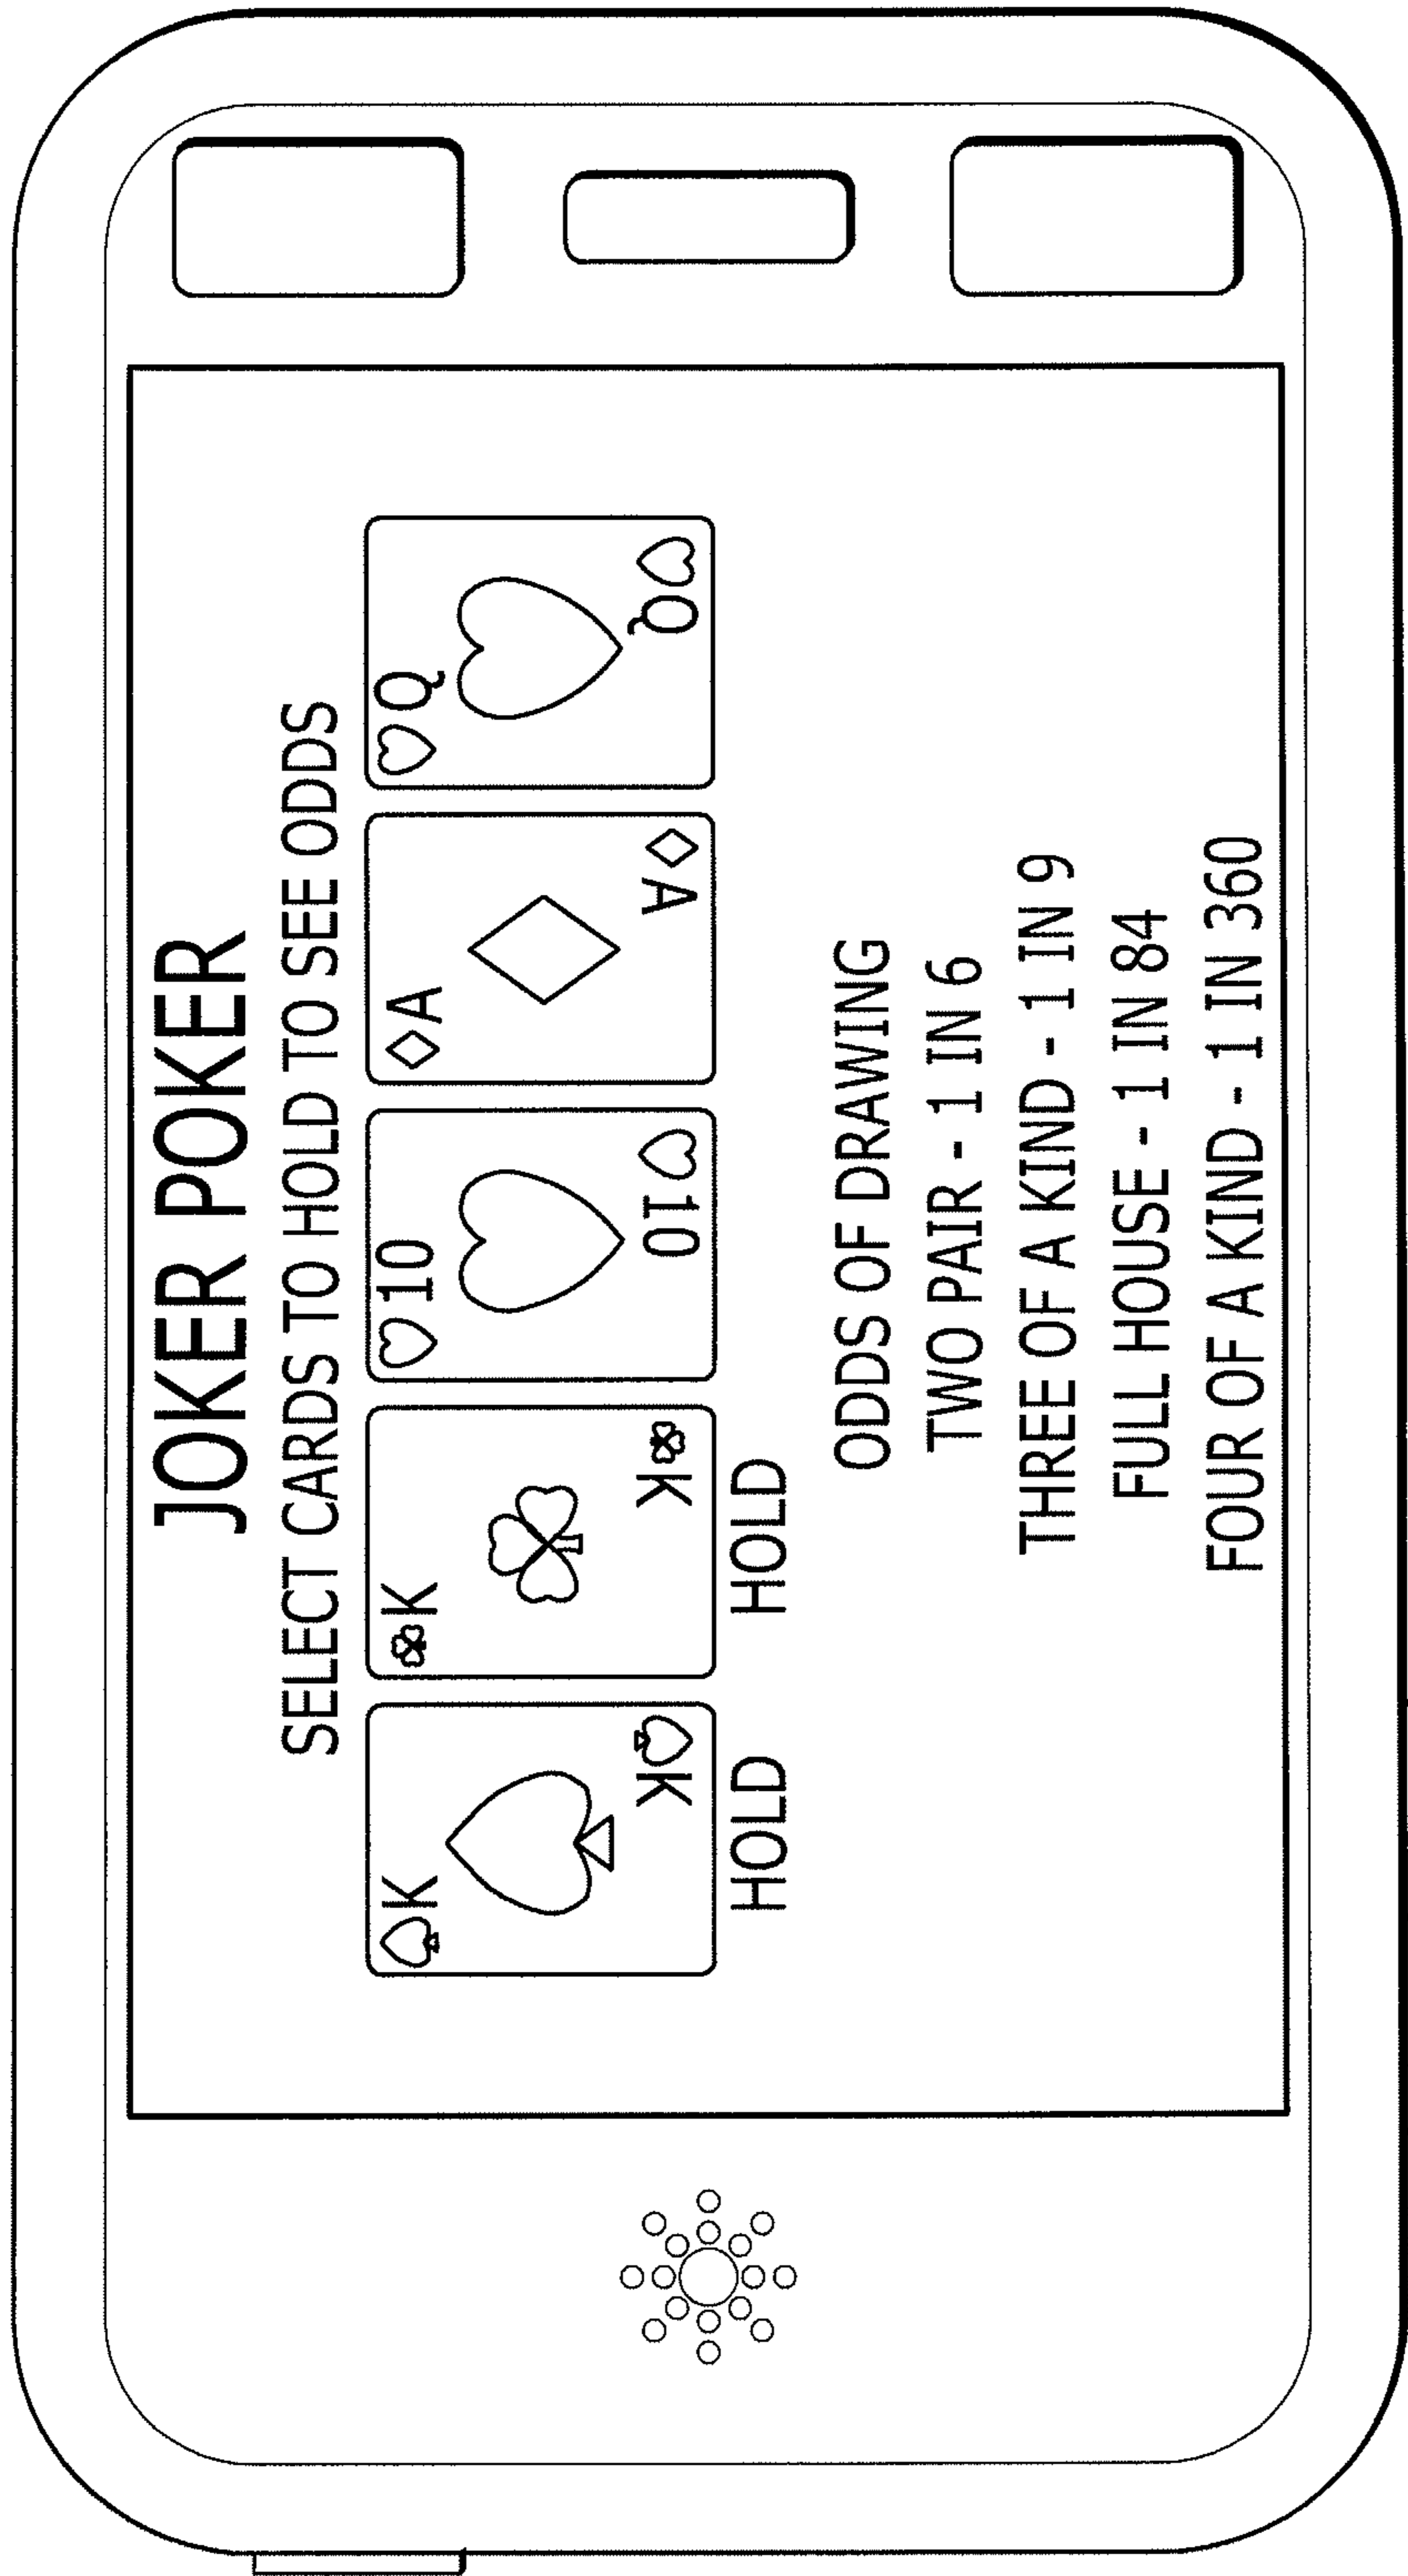 JOKER POKER
SELECT CARDS TO HOLD TO SEE ODDS
K K 10 A Q
K K 10 A Q
HOLD HOLD
ODDS OF DRAWING
TWO PAIR - 1 IN 6
THREE OF A KIND - 1 IN 9
FULL HOUSE - 1 IN 84
FOUR OF A KIND - 1 IN 360